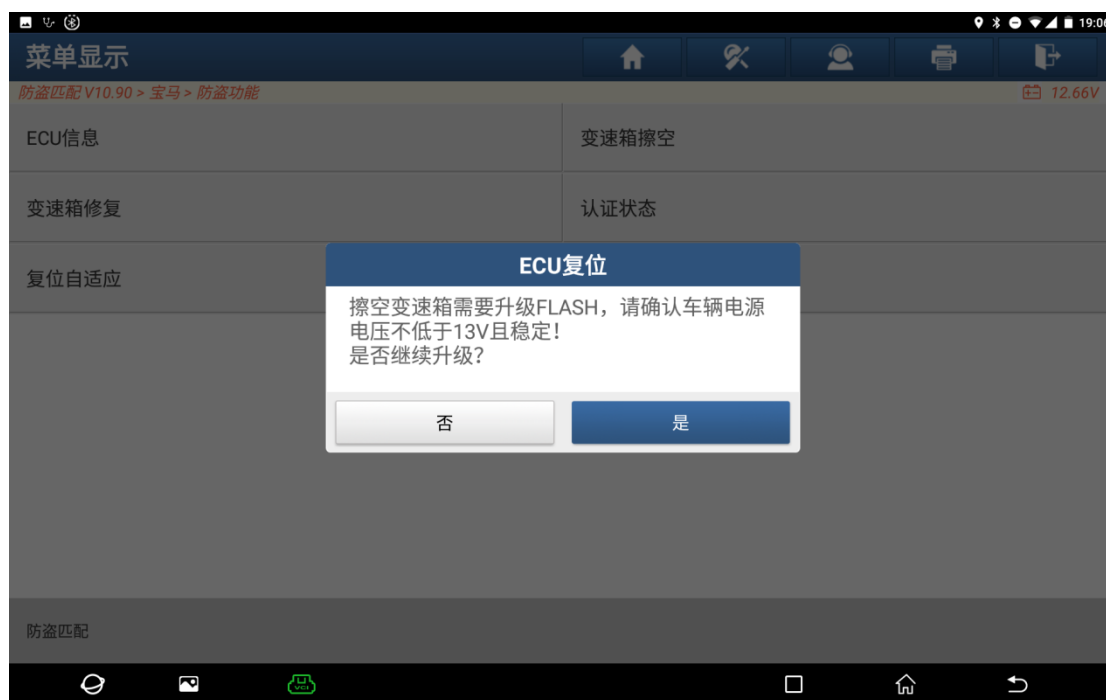 19:06
菜单显示
防盗匹配 V10.90 > 宝马 > 防盗功能
12.66V
ECU信息
变速箱擦空
变速箱修复
认证状态
复位自适应
ECU复位
擦空变速箱需要升级FLASH，请确认车辆电源
电压不低于13V且稳定！
是否继续升级？
否
是
防盗匹配
VCI